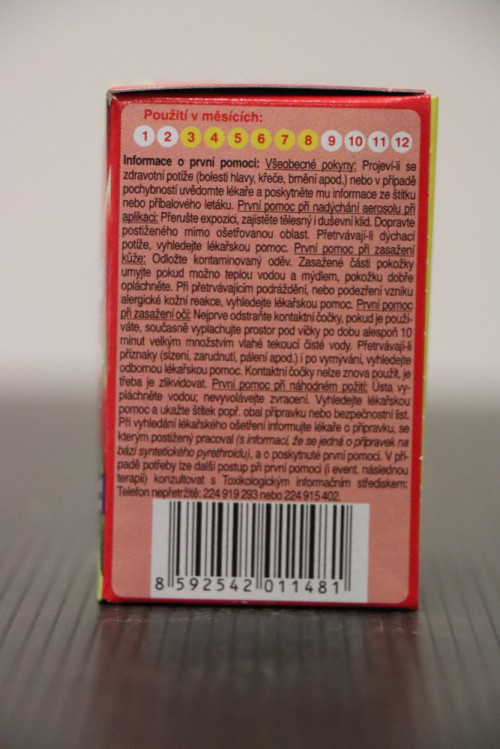 Použití v měsících:
1 2 3 4 5 6 7 8 9 10 11 12
Informace o první pomoci: Všeobecné pokyny: Projeví-li se
zdravotní potíže (bolesti hlavy, křeče, brnění apod.) nebo v případě
pochybností uvědomte lékaře a poskytněte mu informace ze štítku
nebo příbalového letáku. První pomoc při nadýchání aerosolu při
aplikaci: Přerušte expozici, zajistěte tělesný i duševní klid. Dopravte
postiženého mimo ošetřovanou oblast. Přetrvávají-li dýchací
potíže, vyhledejte lékařskou pomoc. První pomoc při zasažení
kůže: Odložte kontaminovaný oděv. Zasažené části pokožky
umyjte pokud možno teplou vodou a mýdlem, pokožku dobře
opláchněte. Při přetrvávajícím podráždění, nebo podezření vzniku
alergické kožní reakce, vyhledejte lékařskou pomoc. První pomoc
při zasažení očí: Nejprve odstraňte kontaktní čočky, pokud je použí-
váte, současně vyplachujte prostor pod víčky po dobu alespoň 10
minut velkým množstvím vlahé tekoucí čisté vody. Přetrvávají-li
příznaky (slzení, zarudnutí, pálení apod.) i po vymývání, vyhledejte
odbornou lékařskou pomoc. Kontaktní čočky nelze znova použít, je
třeba je zlikvidovat. První pomoc při náhodném požití: Ústa vy-
pláchněte vodou; nevyvolávejte zvracení. Vyhledejte lékařskou
pomoc a ukažte štítek popř. obal přípravku nebo bezpečnostní list.
Při vyhledání lékařského ošetření informujte lékaře o přípravku, se
kterým postižený pracoval (s informací, že se jedná o přípravek na
bázi syntetického pyrethroidu), a o poskytnuté první pomoci. V pří-
padě potřeby lze další postup při první pomoci (i event. následnou
terapii) konzultovat s Toxikologickým informačním střediskem:
Telefon nepřetržitě: 224 919 293 nebo 224 915 402.
8 592542 011481